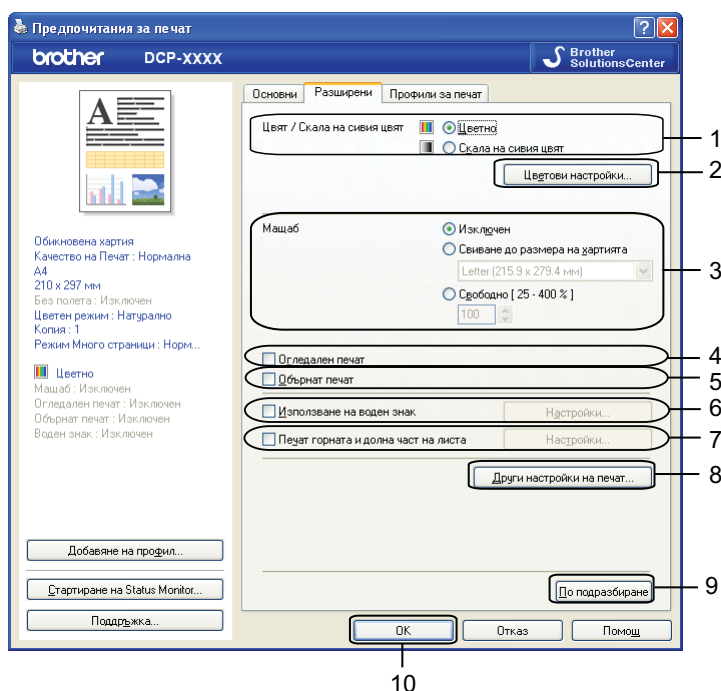 Предпочитания за печат
brother DCP-XXXX
Brother
SolutionsCenter
Основни Разширени Профили за печат
Цвят / Скала на сивия цвят
Цветно
Скала на сивия цвят
1
Цветови настройки...
2
Мащаб
Изключен
Свиване до размера на хартията
Letter (215.9 x 279.4 мм)
Свободно [ 25 - 400 % ]
100
3
Огледален печат
4
Обърнат печат
5
Използване на воден знак Настройки...
6
Печат горната и долна част на листа Настройки...
7
Други настройки на печат...
8
По подразбиране
9
A
Обикновена хартия
Качество на Печат : Нормална
A4
210 x 297 мм
Без полета : Изключен
Цветен режим : Натурално
Копия : 1
Режим Много страници : Норм...
Цветно
Мащаб : Изключен
Огледален печат : Изключен
Обърнат печат : Изключен
Воден знак : Изключен
Добавяне на профил...
Стартиране на Status Monitor...
Поддръжка...
OK Отказ Помощ
10